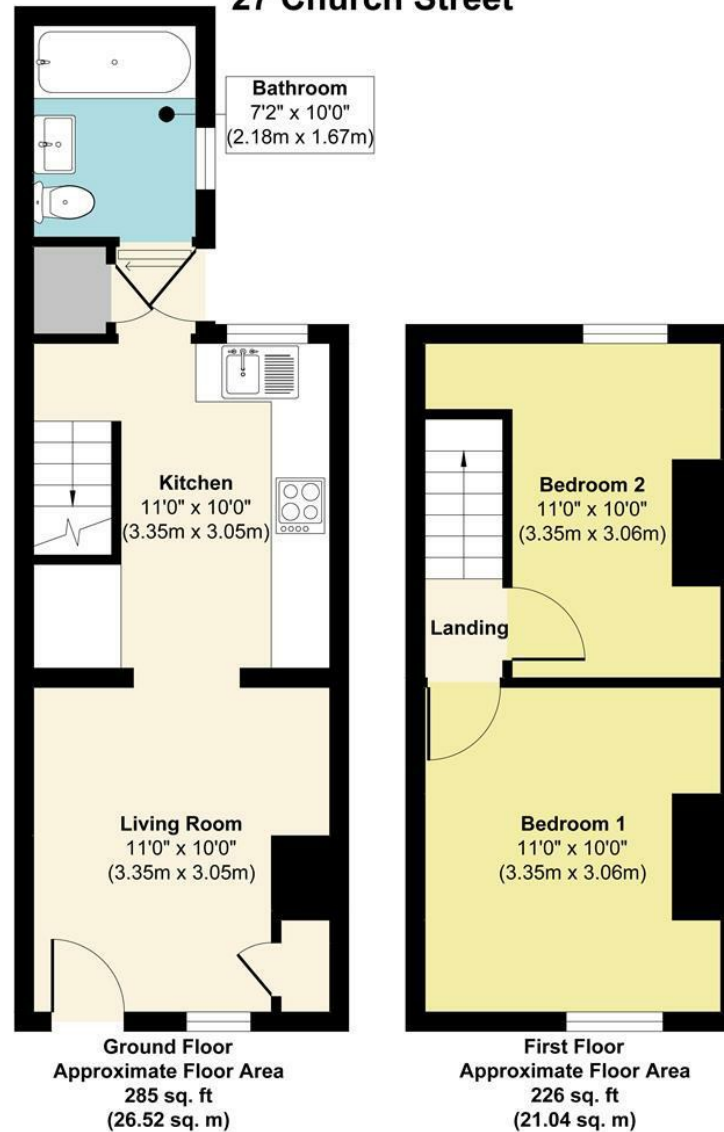 27 Church Street
Bathroom
7'2" x 10'0"
(2.18m x 1.67m)
Kitchen
11'0" x 10'0"
(3.35m x 3.05m)
Living Room
11'0" x 10'0"
(3.35m x 3.05m)
Ground Floor
Approximate Floor Area
285 sq. ft
(26.52 sq. m)
Bedroom 2
11'0" x 10'0"
(3.35m x 3.06m)
Landing
Bedroom 1
11'0" x 10'0"
(3.35m x 3.06m)
First Floor
Approximate Floor Area
226 sq. ft
(21.04 sq. m)